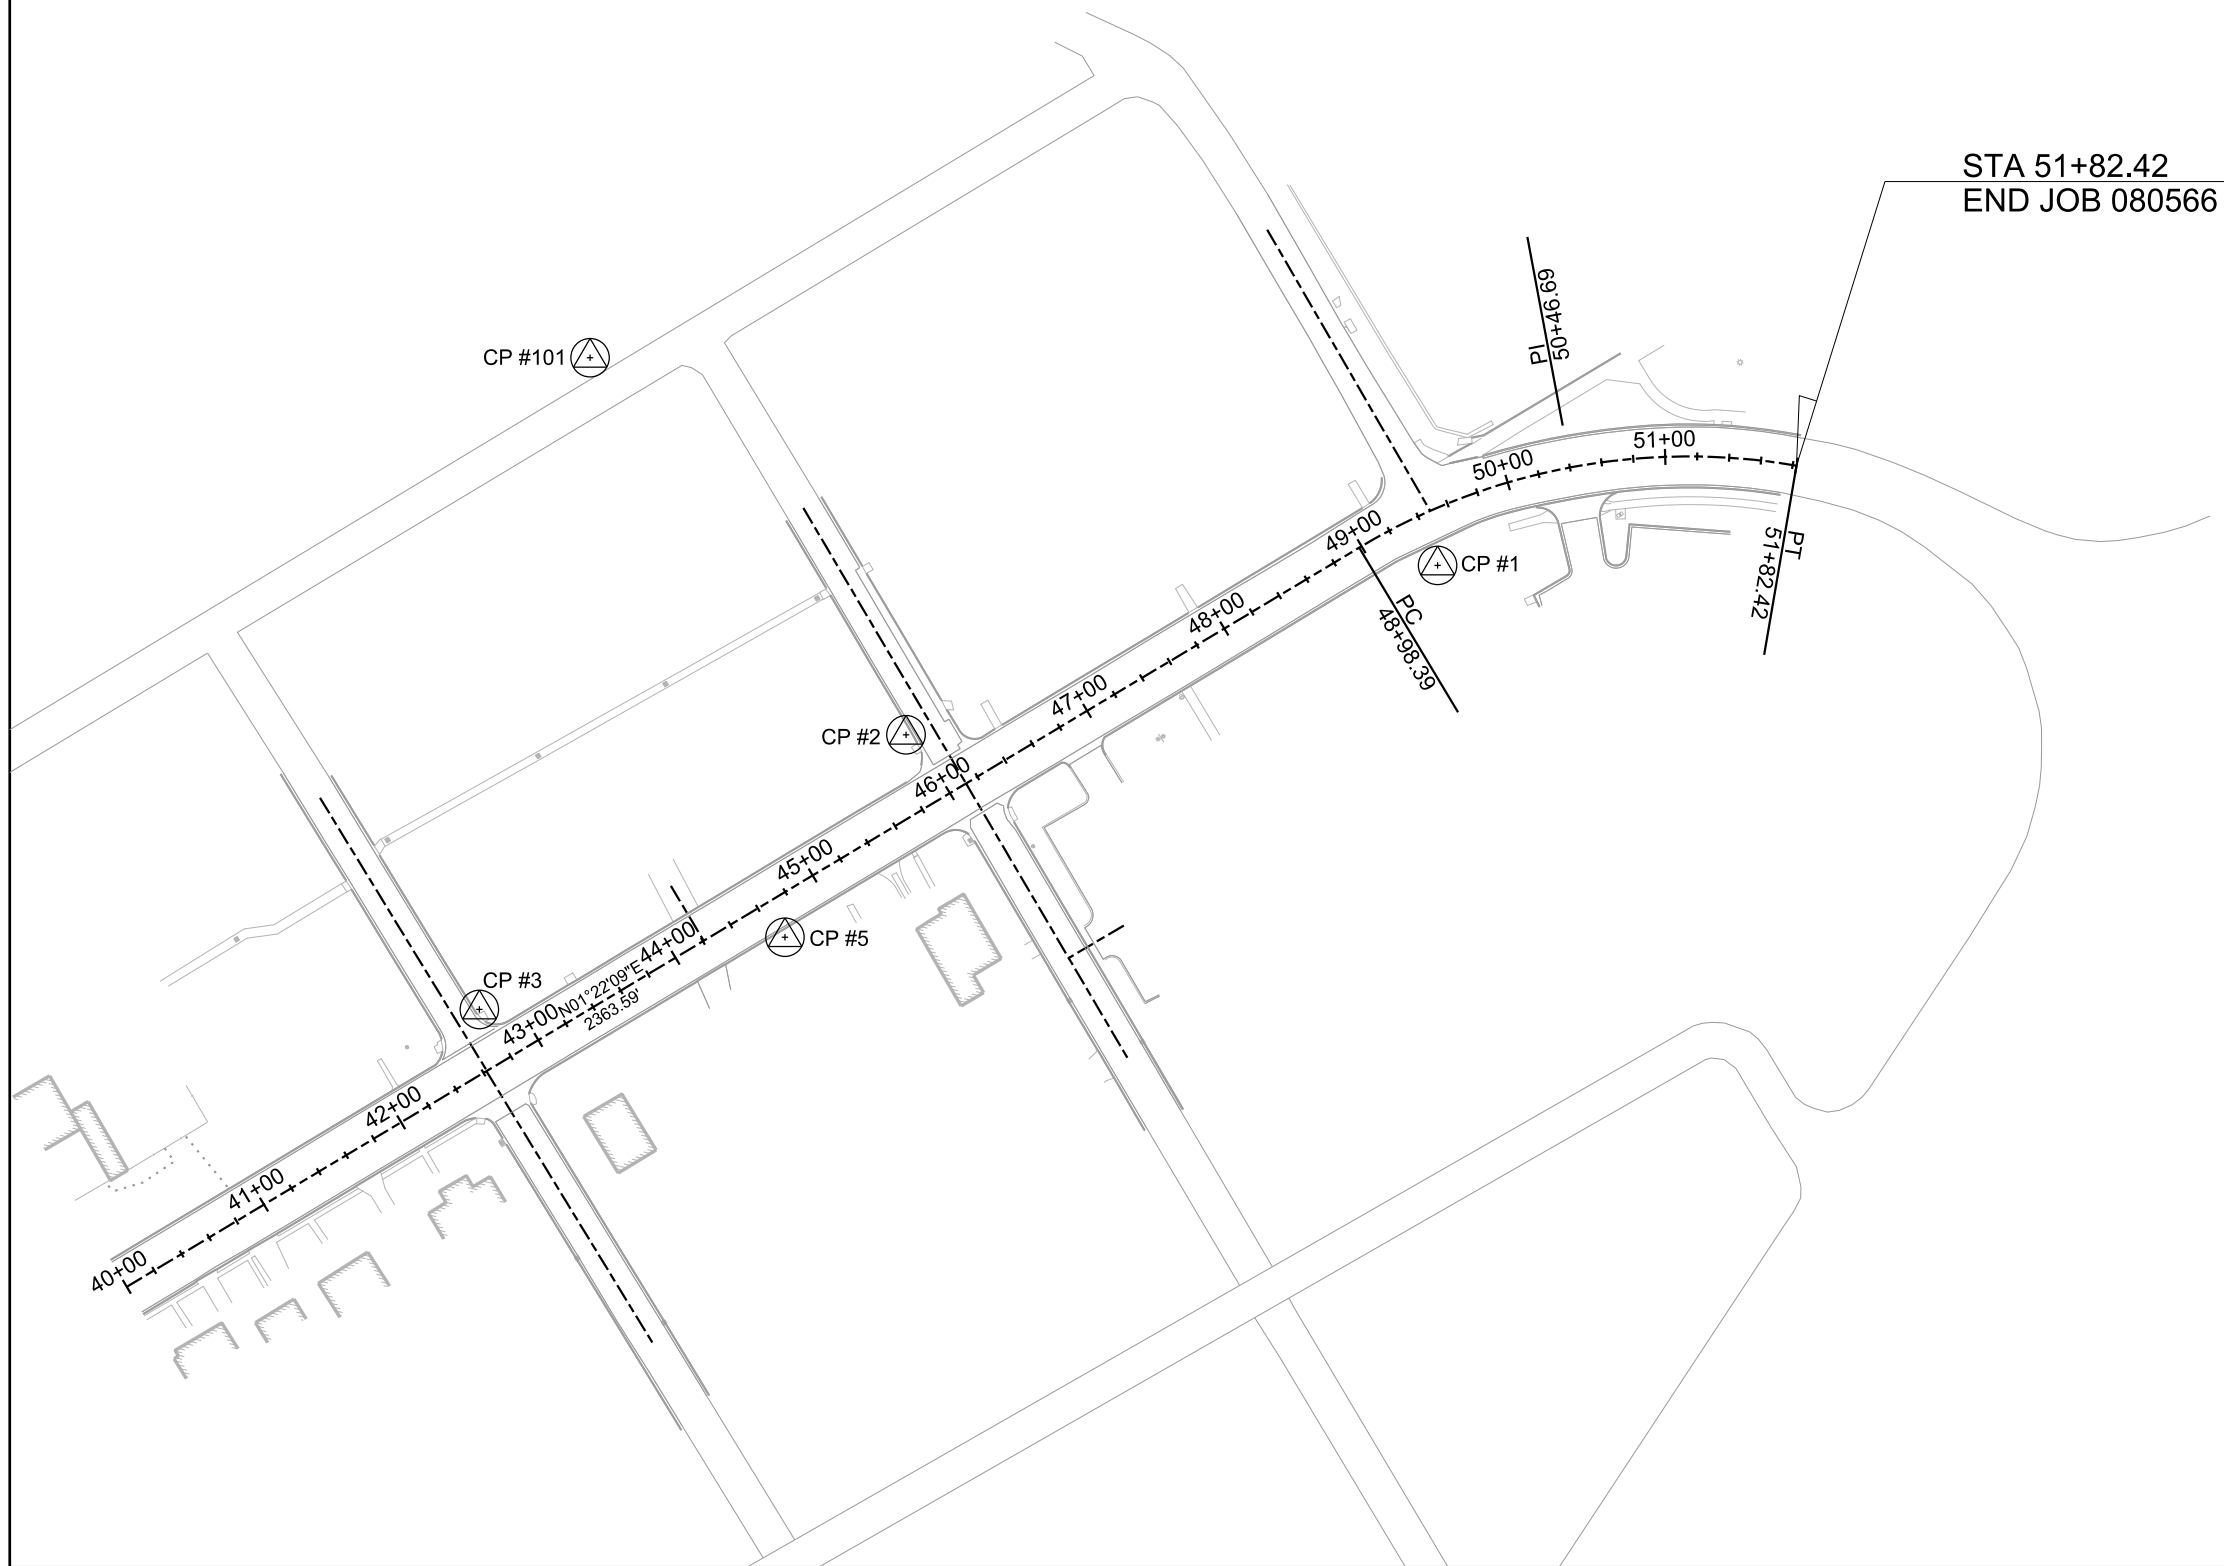 STA 51+82.42
END JOB 080566
PI
50+46.69
CP #101
51+00
50+00
49+00
CP #1
PT
51+82.42
PC
48+98.39
48+00
47+00
CP #2
46+00
45+00
CP #5
44+00
N01°22'09"E
2363.59'
CP #3
43+00
42+00
41+00
40+00